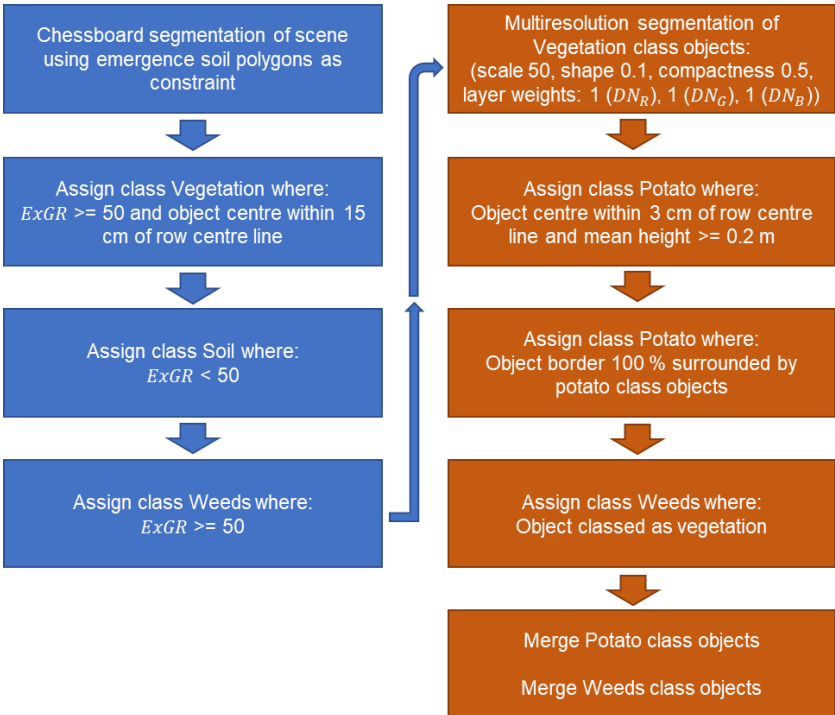 Chessboard segmentation of scene
using emergence soil polygons as
constraint
Assign class Vegetation where:
ExGR >= 50 and object centre within 15
cm of row centre line
Assign class Soil where:
ExGR < 50
Assign class Weeds where:
ExGR >= 50
Multiresolution segmentation of
Vegetation class objects:
(scale 50, shape 0.1, compactness 0.5,
layer weights: 1 (DN_R), 1 (DN_G), 1 (DN_B))
Assign class Potato where:
Object centre within 3 cm of row centre
line and mean height >= 0.2 m
Assign class Potato where:
Object border 100 % surrounded by
potato class objects
Assign class Weeds where:
Object classed as vegetation
Merge Potato class objects
Merge Weeds class objects